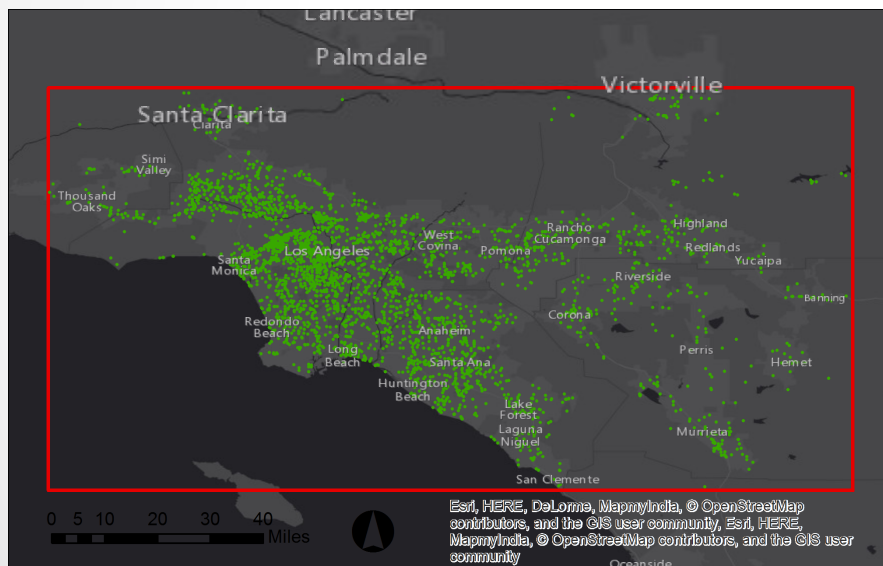 Lancaster
Palmdale
Victorville
Santa Clarita
Clarita
Simi
Valley
Thousand
Oaks
Highland
West
Covina
Rancho
Cucamonga
Los Angeles
Pomona
Redlands
Santa
Monica
Yucaipa
Riverside
Banning
Redondo
Beach
Corona
Anaheim
Long
Beach
Santa Ana
Perris
Hemet
Huntington
Beach
Lake
Forest
Laguna
Niguel
Murrieta
San Clemente
0 5 10 20 30 40
Miles
Esri, HERE, DeLorme, MapmyIndia, © OpenStreetMap
contributors, and the GIS user community, Esri, HERE,
MapmyIndia, © OpenStreetMap contributors, and the GIS user
community
Oceanside